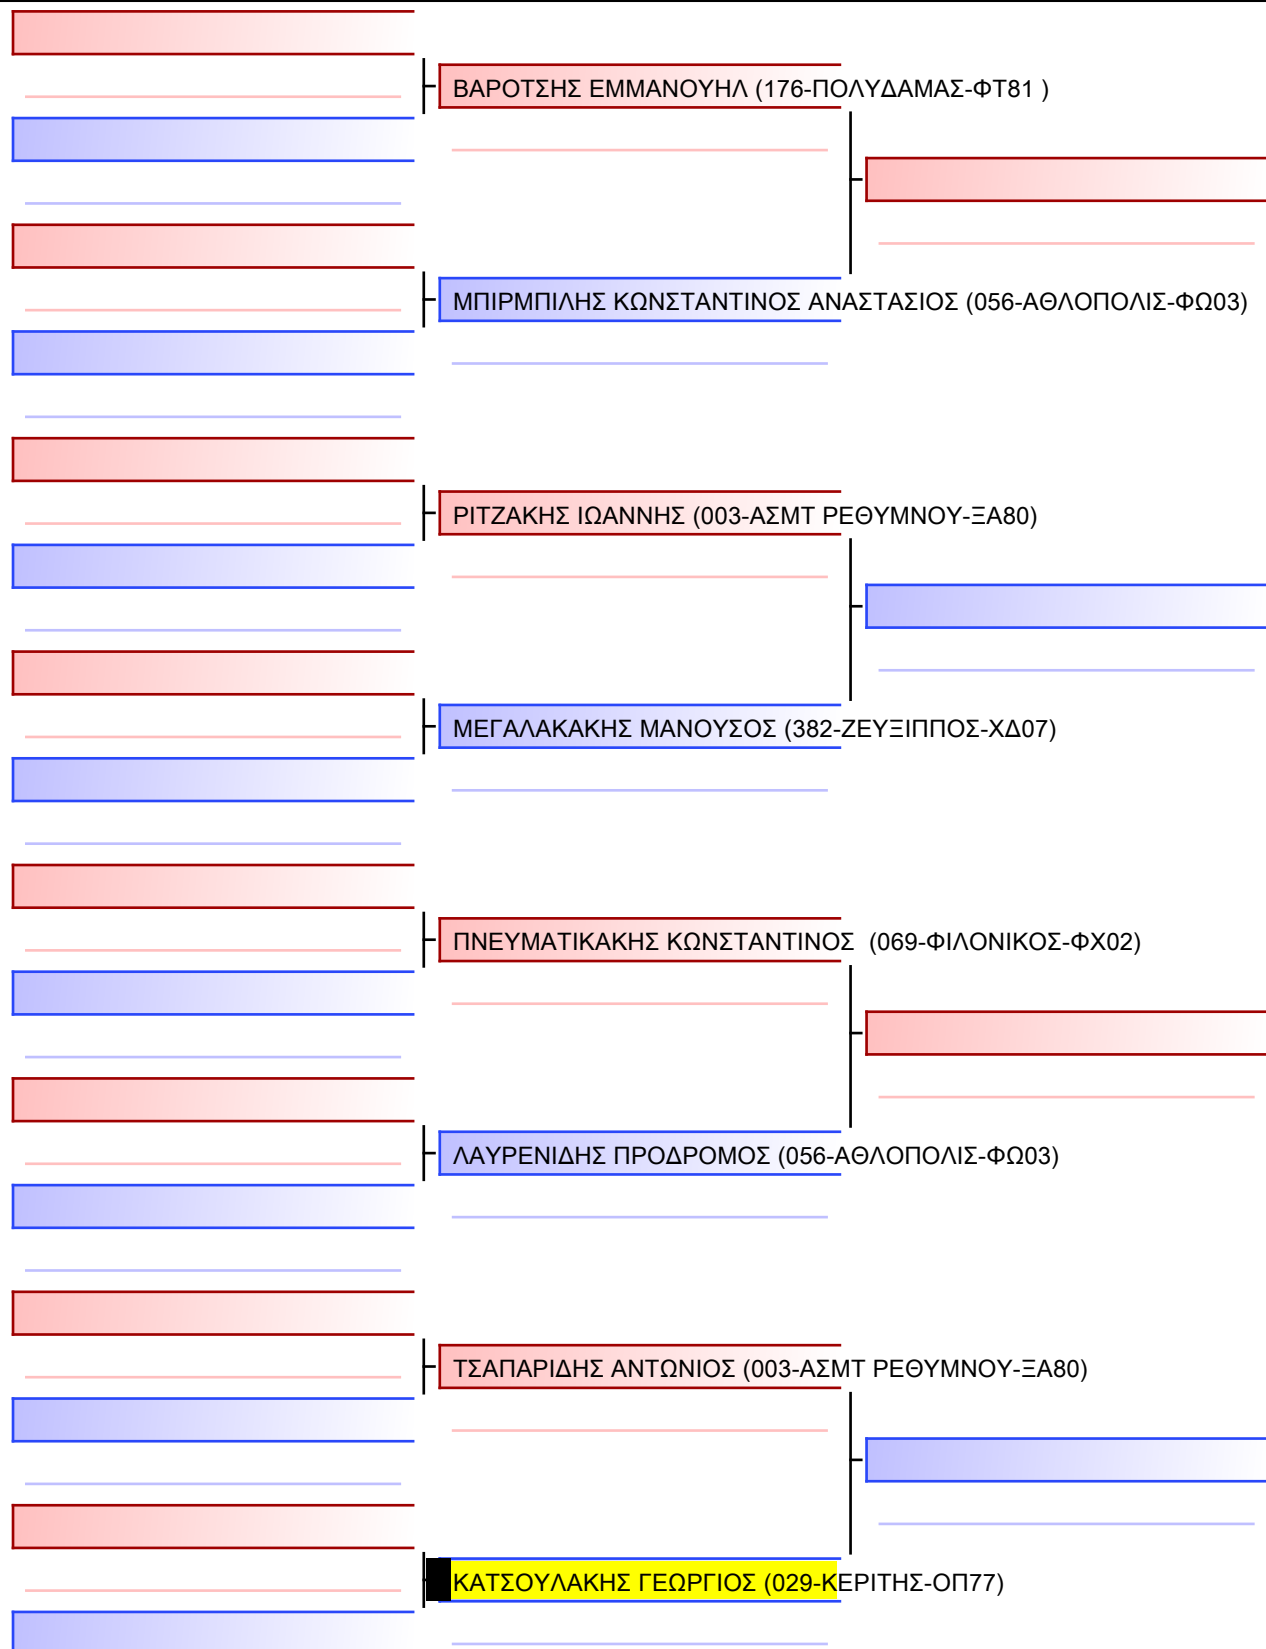 ΒΑΡΟΤΣΗΣ ΕΜΜΑΝΟΥΗΛ (176-ΠΟΛΥΔΑΜΑΣ-ΦΤ81 )
ΜΠΙΡΜΠΙΛΗΣ ΚΩΝΣΤΑΝΤΙΝΟΣ ΑΝΑΣΤΑΣΙΟΣ (056-ΑΘΛΟΠΟΛΙΣ-ΦΩ03)
ΡΙΤΖΑΚΗΣ ΙΩΑΝΝΗΣ (003-ΑΣΜΤ ΡΕΘΥΜΝΟΥ-ΞΑ80)
ΜΕΓΑΛΑΚΑΚΗΣ ΜΑΝΟΥΣΟΣ (382-ΖΕΥΞΙΠΠΟΣ-ΧΔ07)
ΠΝΕΥΜΑΤΙΚΑΚΗΣ ΚΩΝΣΤΑΝΤΙΝΟΣ (069-ΦΙΛΟΝΙΚΟΣ-ΦΧ02)
ΛΑΥΡΕΝΙΔΗΣ ΠΡΟΔΡΟΜΟΣ (056-ΑΘΛΟΠΟΛΙΣ-ΦΩ03)
ΤΣΑΠΑΡΙΔΗΣ ΑΝΤΩΝΙΟΣ (003-ΑΣΜΤ ΡΕΘΥΜΝΟΥ-ΞΑ80)
ΚΑΤΣΟΥΛΑΚΗΣ ΓΕΩΡΓΙΟΣ (029-ΚΕΡΙΤΗΣ-ΟΠ77)